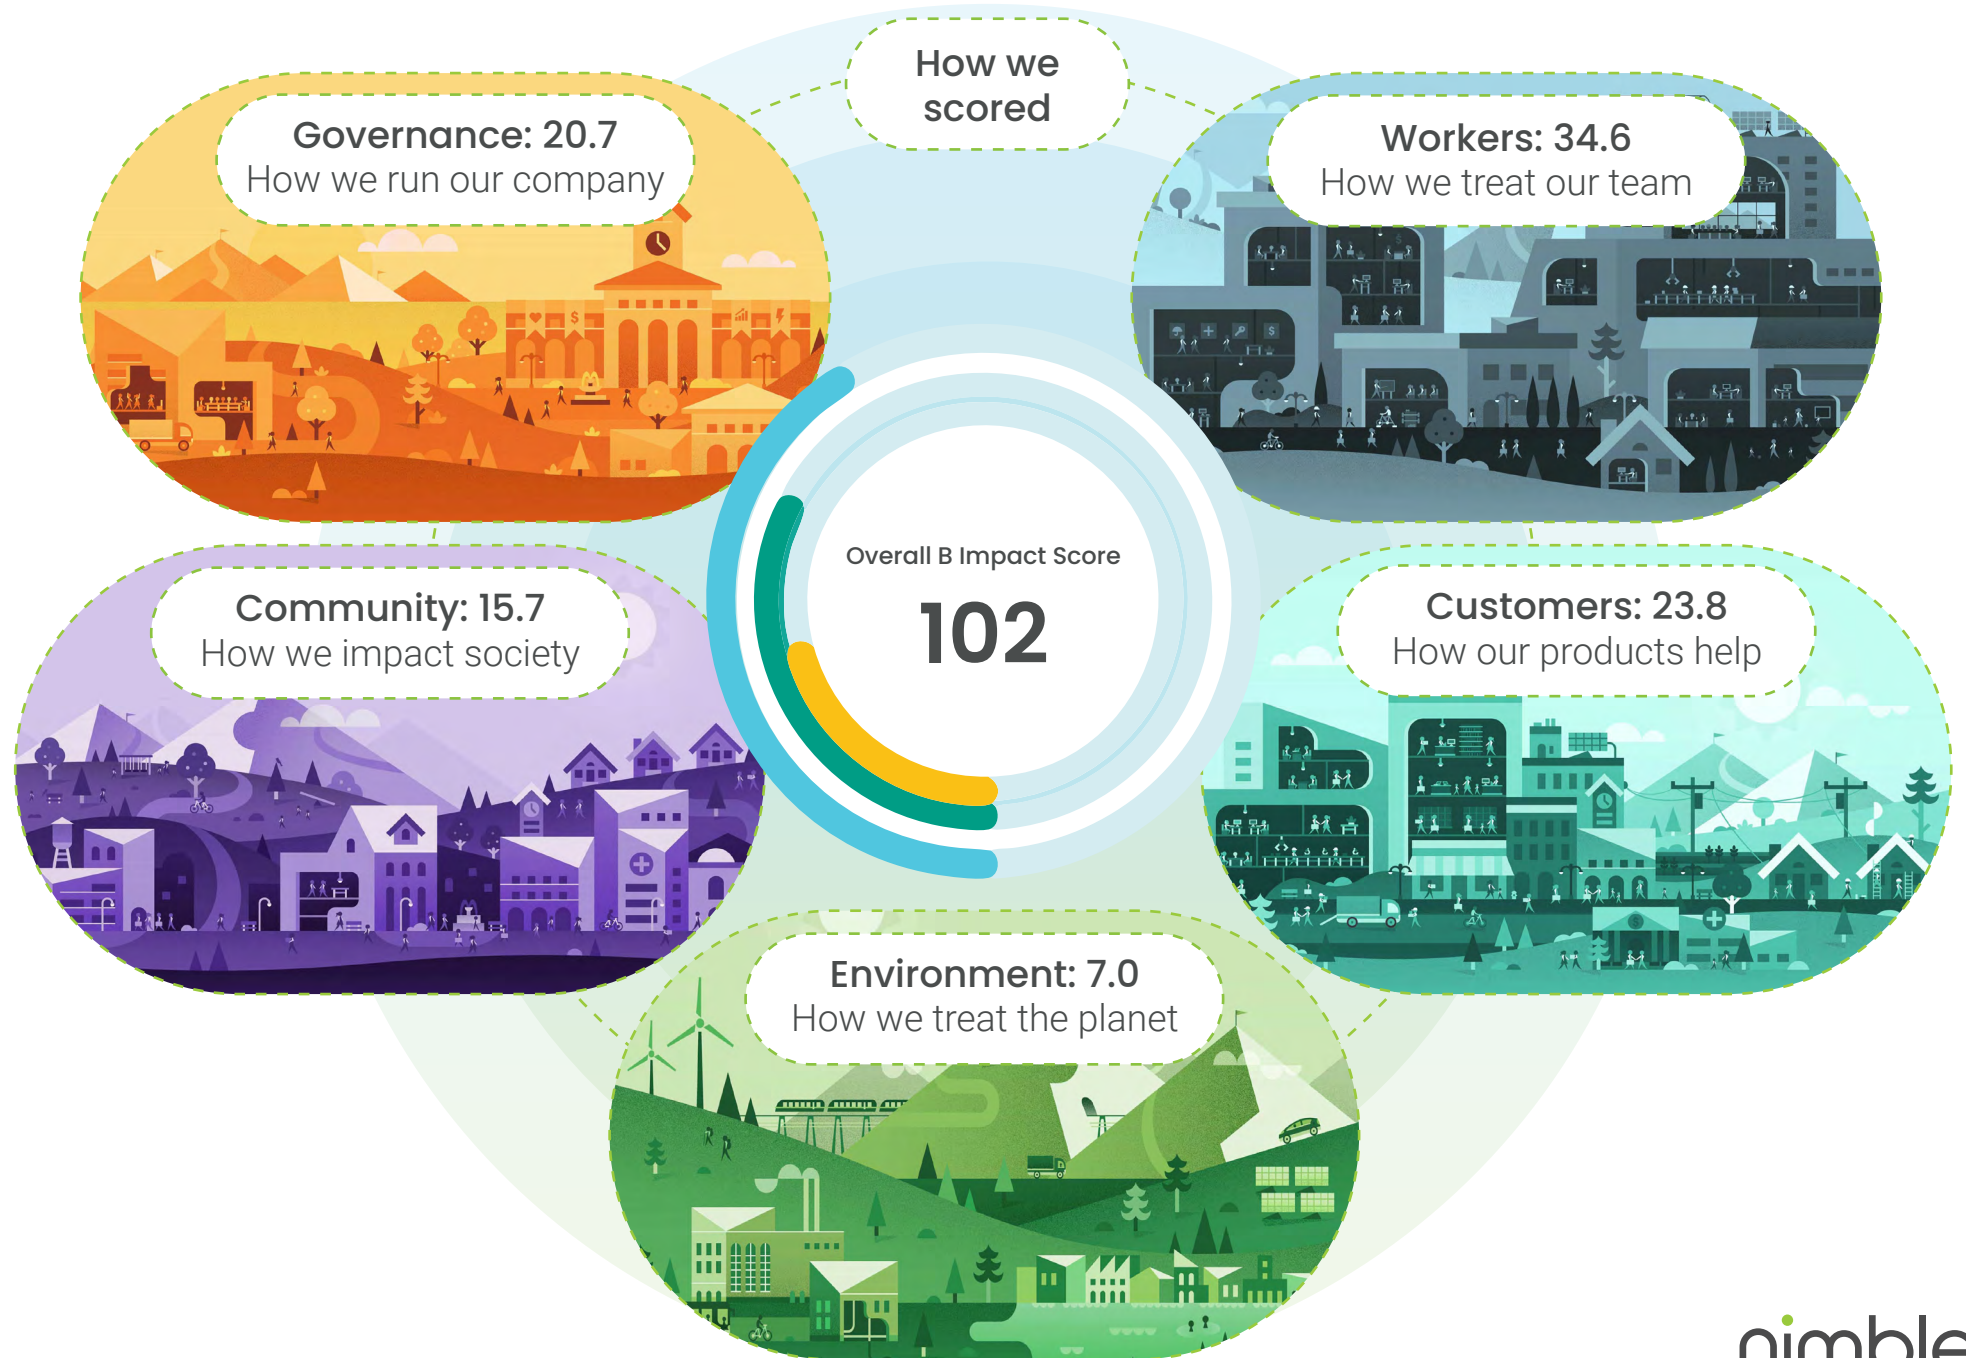 How we
scored
Governance: 20.7
How we run our company
Workers: 34.6
How we treat our team
Overall B Impact Score
102
Community: 15.7
How we impact society
Customers: 23.8
How our products help
Environment: 7.0
How we treat the planet
nimble